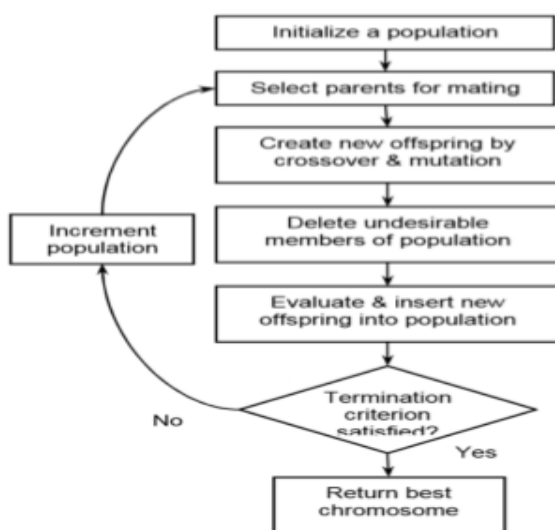 Initialize a population
Select parents for mating
Create new offspring by
crossover & mutation
Increment
population
Delete undesirable
members of population
Evaluate & insert new
offspring into population
Termination
criterion
satisfied?
No
Yes
Return best
chromosome